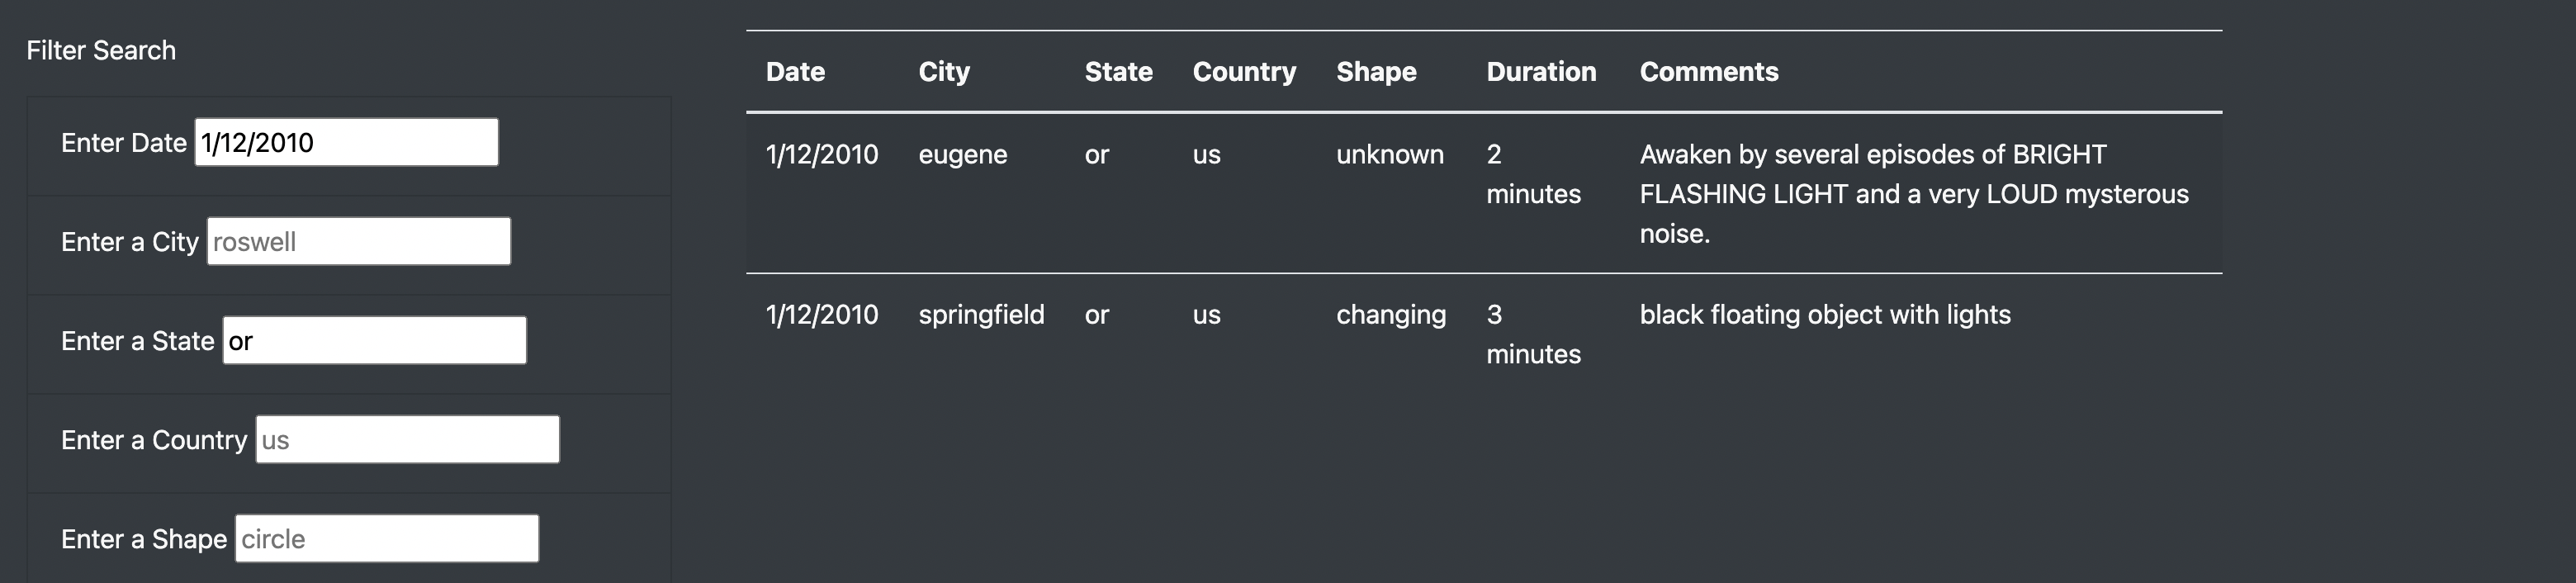 Filter Search
Enter Date 1/12/2010
Enter a City roswell
Enter a State or
Enter a Country us
Enter a Shape circle
Date City State Country Shape Duration Comments
1/12/2010 eugene or us unknown 2 Awaken by several episodes of BRIGHT
minutes FLASHING LIGHT and a very LOUD mysterous
noise.
1/12/2010 springfield or us changing 3 black floating object with lights
minutes